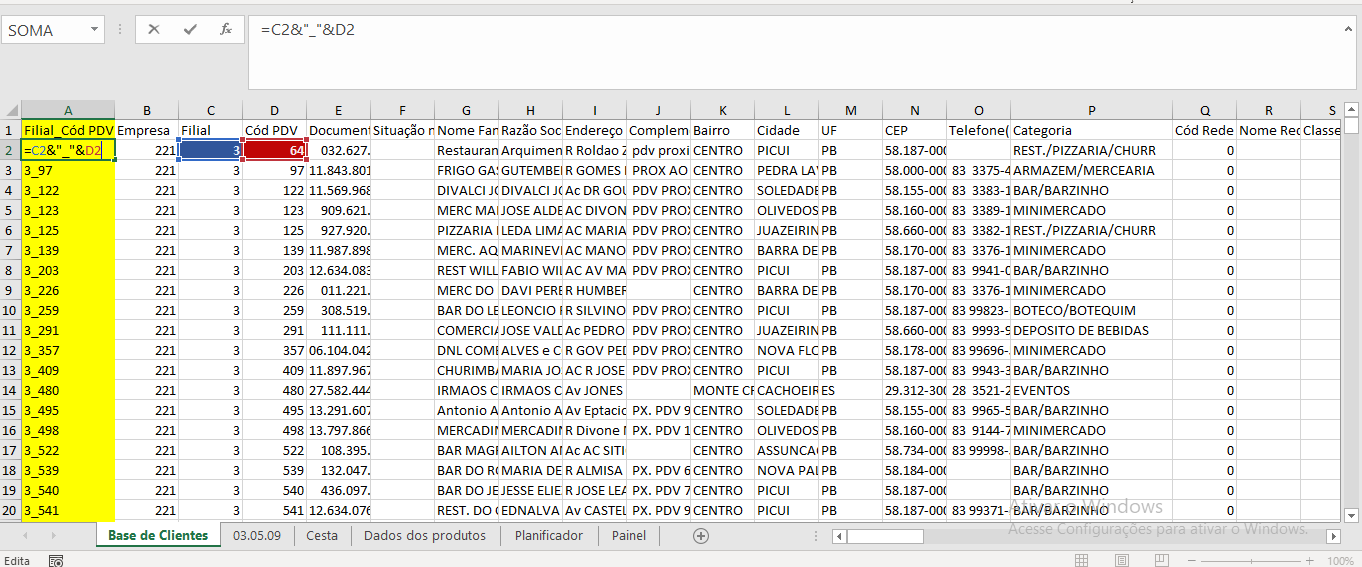 SOMA =C2&"_"&D2
A B C D E F G H I J K L M N O P Q R S
1 Filial_Cód PDV Empresa Filial Cód PDV Document Situação n Nome Fan Razão Soc Endereço Complem Bairro Cidade UF CEP Telefone( Categoria Cód Rede Nome Red Classe
2 =C2&"_"&D2 221 3 64 032.627. Restauran Arquimen R Roldao Z pdv proxi CENTRO PICUI PB 58.187-000 REST./PIZZARIA/CHURR 0
3 3_97 221 3 97 11.843.801 FRIGO GAS GUTEMBE R GOMES PROX AO CENTRO PEDRA LA PB 58.000-000 83 3375-4 ARMAZEM/MERCEARIA 0
4 3_122 221 3 122 11.569.968 DIVALCI JO DIVALCI JO Ac DR GOU PDV PROX CENTRO SOLEDADE PB 58.155-000 83 3383-1 BAR/BARZINHO 0
5 3_123 221 3 123 909.621. MERC MA JOSE ALDE AC DIVON PDV PROX CENTRO OLIVEDOS PB 58.160-000 83 3389-1 MINIMERCADO 0
6 3_125 221 3 125 927.920. PIZZARIA LEDA LIMA AC MARIA PDV PROX CENTRO JUAZEIRIN PB 58.660-000 83 3382-1 REST./PIZZARIA/CHURR 0
7 3_139 221 3 139 11.987.898 MERC. AQ MARINEVI AC MANO PDV PROX CENTRO BARRA DE PB 58.170-000 83 3376-1 MINIMERCADO 0
8 3_203 221 3 203 12.634.083 REST WILL FABIO WIL AC AV MA PDV PROX CENTRO PICUI PB 58.187-000 83 9941-0 BAR/BARZINHO 0
9 3_226 221 3 226 011.221. MERC DO DAVI PERE R HUMBER CENTRO BARRA DE PB 58.170-000 83 3376-1 MINIMERCADO 0
10 3_259 221 3 259 308.519. BAR DO LE LEONCIO R SILVINO PDV PROX CENTRO PICUI PB 58.187-000 83 99823- BOTECO/BOTEQUIM 0
11 3_291 221 3 291 111.111. COMERCIA JOSE VALD Ac PEDRO PDV PROX CENTRO JUAZEIRIN PB 58.660-000 83 9993-9 DEPOSITO DE BEBIDAS 0
12 3_357 221 3 357 06.104.042 DNL COME ALVES e C R GOV PED PDV PROX CENTRO NOVA FLO PB 58.178-000 83 99696- MINIMERCADO 0
13 3_409 221 3 409 11.897.967 CHURIMBA MARIA JO AC R JOSE PDV PROX CENTRO PICUI PB 58.187-000 83 9943-3 BAR/BARZINHO 0
14 3_480 221 3 480 27.582.444 IRMAOS C IRMAOS C Av JONES MONTE CR CACHOEIR ES 29.312-300 28 3521-2 EVENTOS 0
15 3_495 221 3 495 13.291.607 Antonio A Antonio A Av Eptacio PX. PDV 9 CENTRO SOLEDADE PB 58.155-000 83 9965-5 BAR/BARZINHO 0
16 3_498 221 3 498 13.797.866 MERCADIN MERCADIN R Divone PX. PDV 1 CENTRO OLIVEDOS PB 58.160-000 83 9144-7 MINIMERCADO 0
17 3_522 221 3 522 108.395. BAR MAGR AILTON AN Ac AC SITI CENTRO ASSUNCA PB 58.734-000 83 99998- BAR/BARZINHO 0
18 3_539 221 3 539 132.047. BAR DO RO MARIA DE R ALMISA PX. PDV 6 CENTRO NOVA PAL PB 58.184-000 BAR/BARZINHO 0
19 3_540 221 3 540 436.097. BAR DO JE JESSE ELIE R JOSE LEA PX. PDV 7 CENTRO PICUI PB 58.187-000 BAR/BARZINHO 0
20 3_541 221 3 541 12.634.076 REST. DO C EDNALVA Av CASTEL PX. PDV 9 CENTRO PICUI PB 58.187-000 83 99371- BAR/BARZINHO 0
Ativar o Windows
Acesse Configurações para ativar o Windows.
Base de Clientes 03.05.09 Cesta Dados dos produtos Planificador Painel
Edita 100%